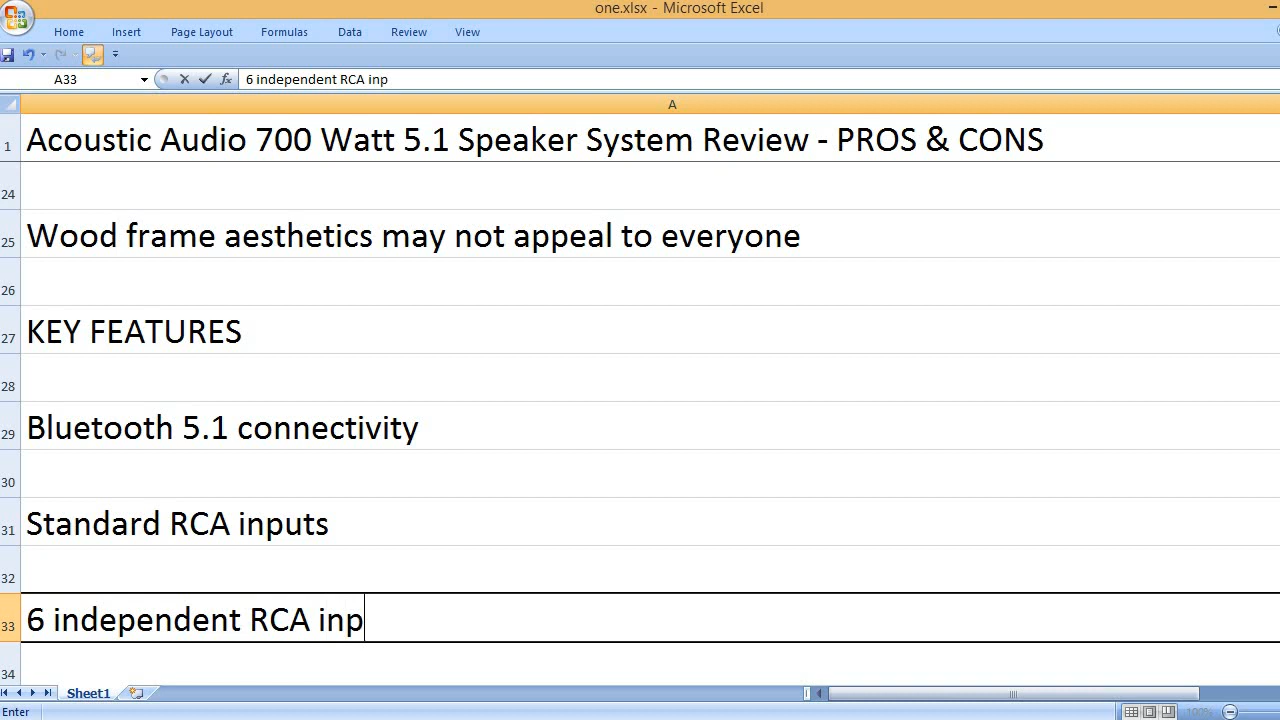 one.xlsx - Microsoft Excel
Home Insert Page Layout Formulas Data Review View
A33 fx 6 independent RCA inp
A
1 Acoustic Audio 700 Watt 5.1 Speaker System Review - PROS & CONS
24
25 Wood frame aesthetics may not appeal to everyone
26
27 KEY FEATURES
28
29 Bluetooth 5.1 connectivity
30
31 Standard RCA inputs
32
33 6 independent RCA inp
34
Sheet1
Enter 100%